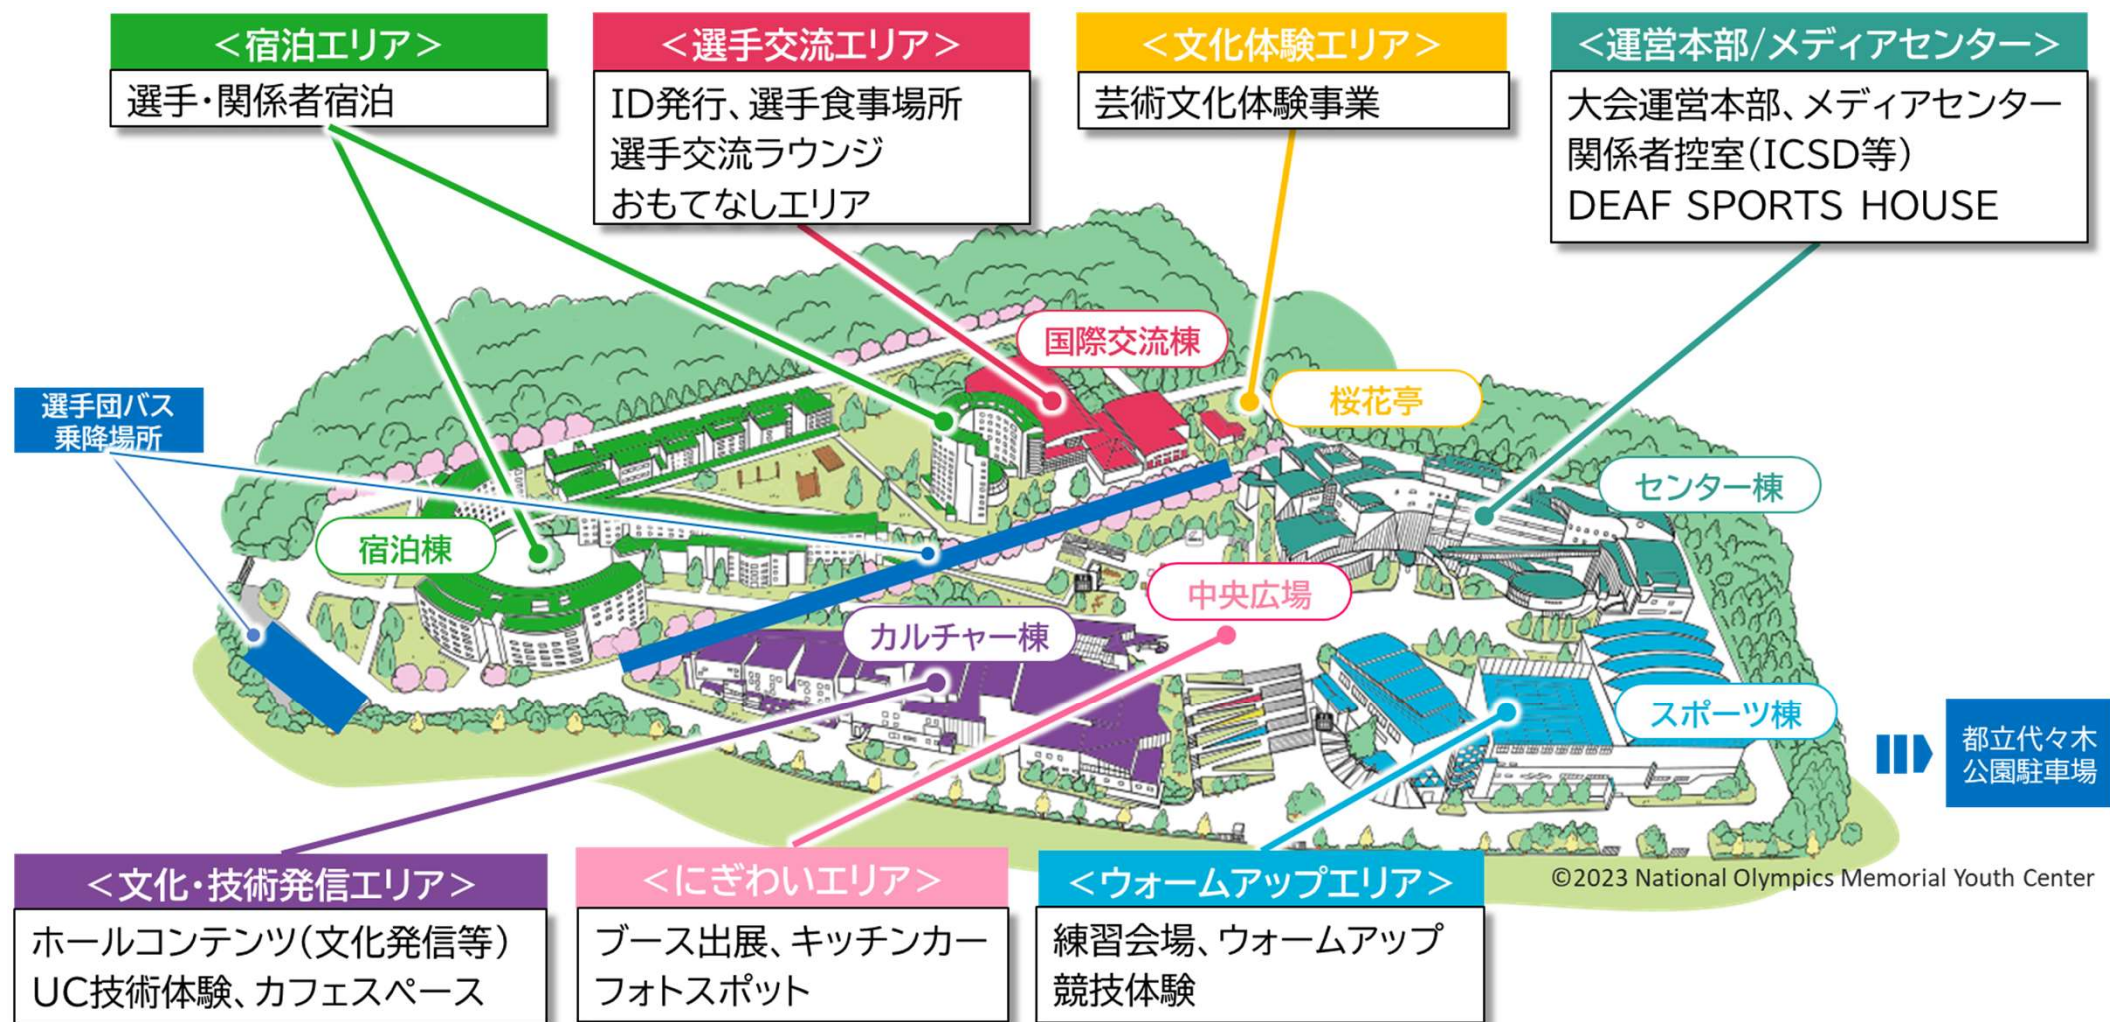 ＜宿泊エリア＞
選手・関係者宿泊
＜選手交流エリア＞
ID発行、選手食事場所
選手交流ラウンジ
おもてなしエリア
＜文化体験エリア＞
芸術文化体験事業
＜運営本部/メディアセンター＞
大会運営本部、メディアセンター
関係者控室(ICSD等)
DEAF SPORTS HOUSE
国際交流棟
桜花亭
選手団バス
乗降場所
センター棟
宿泊棟
中央広場
カルチャー棟
スポーツ棟
都立代々木
公園駐車場
＜文化・技術発信エリア＞
ホールコンテンツ(文化発信等)
UC技術体験、カフェスペース
＜にぎわいエリア＞
ブース出展、キッチンカー
フォトスポット
＜ウォームアップエリア＞
練習会場、ウォームアップ
競技体験
©2023 National Olympics Memorial Youth Center